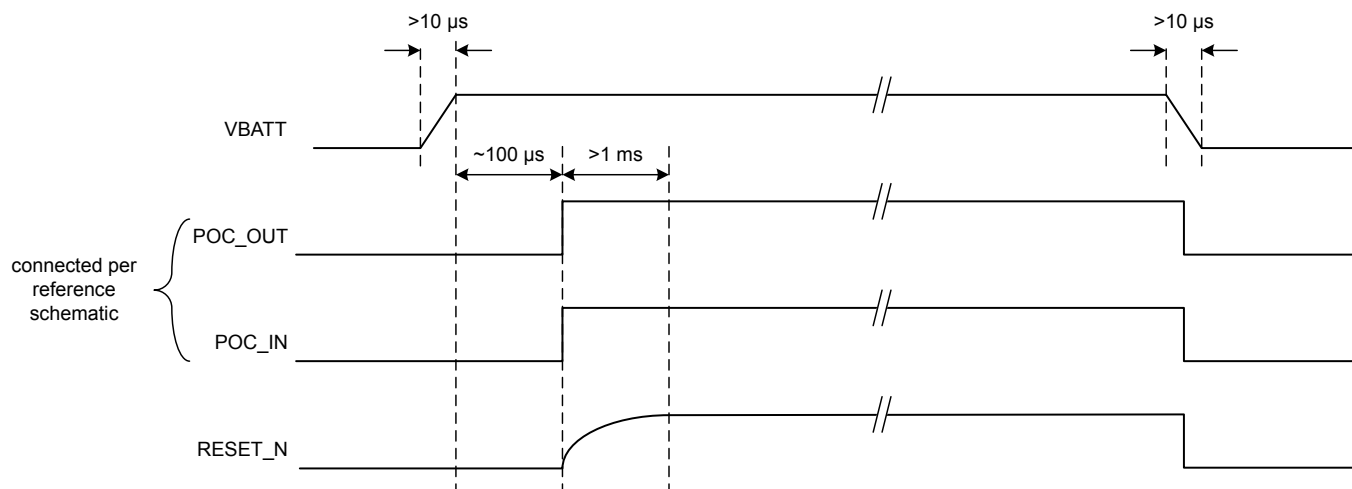 >10 µs
>10 µs
VBATT
~100 µs
>1 ms
POC_OUT
connected per
reference
schematic
POC_IN
RESET_N